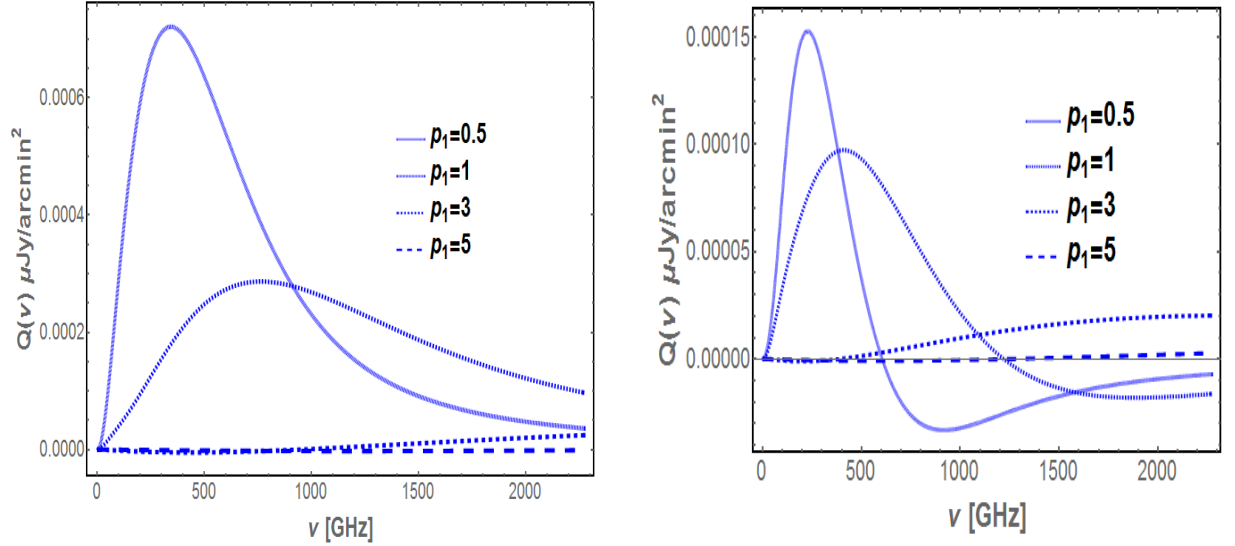 Q(ν) μJy/arcmin²
0.0006
0.0004
0.0002
0.0000
p₁=0.5
p₁=1
p₁=3
p₁=5
0
500
1000
1500
2000
ν [GHz]
Q(ν) μJy/arcmin²
0.00015
0.00010
0.00005
0.00000
p₁=0.5
p₁=1
p₁=3
p₁=5
0
500
1000
1500
2000
ν [GHz]